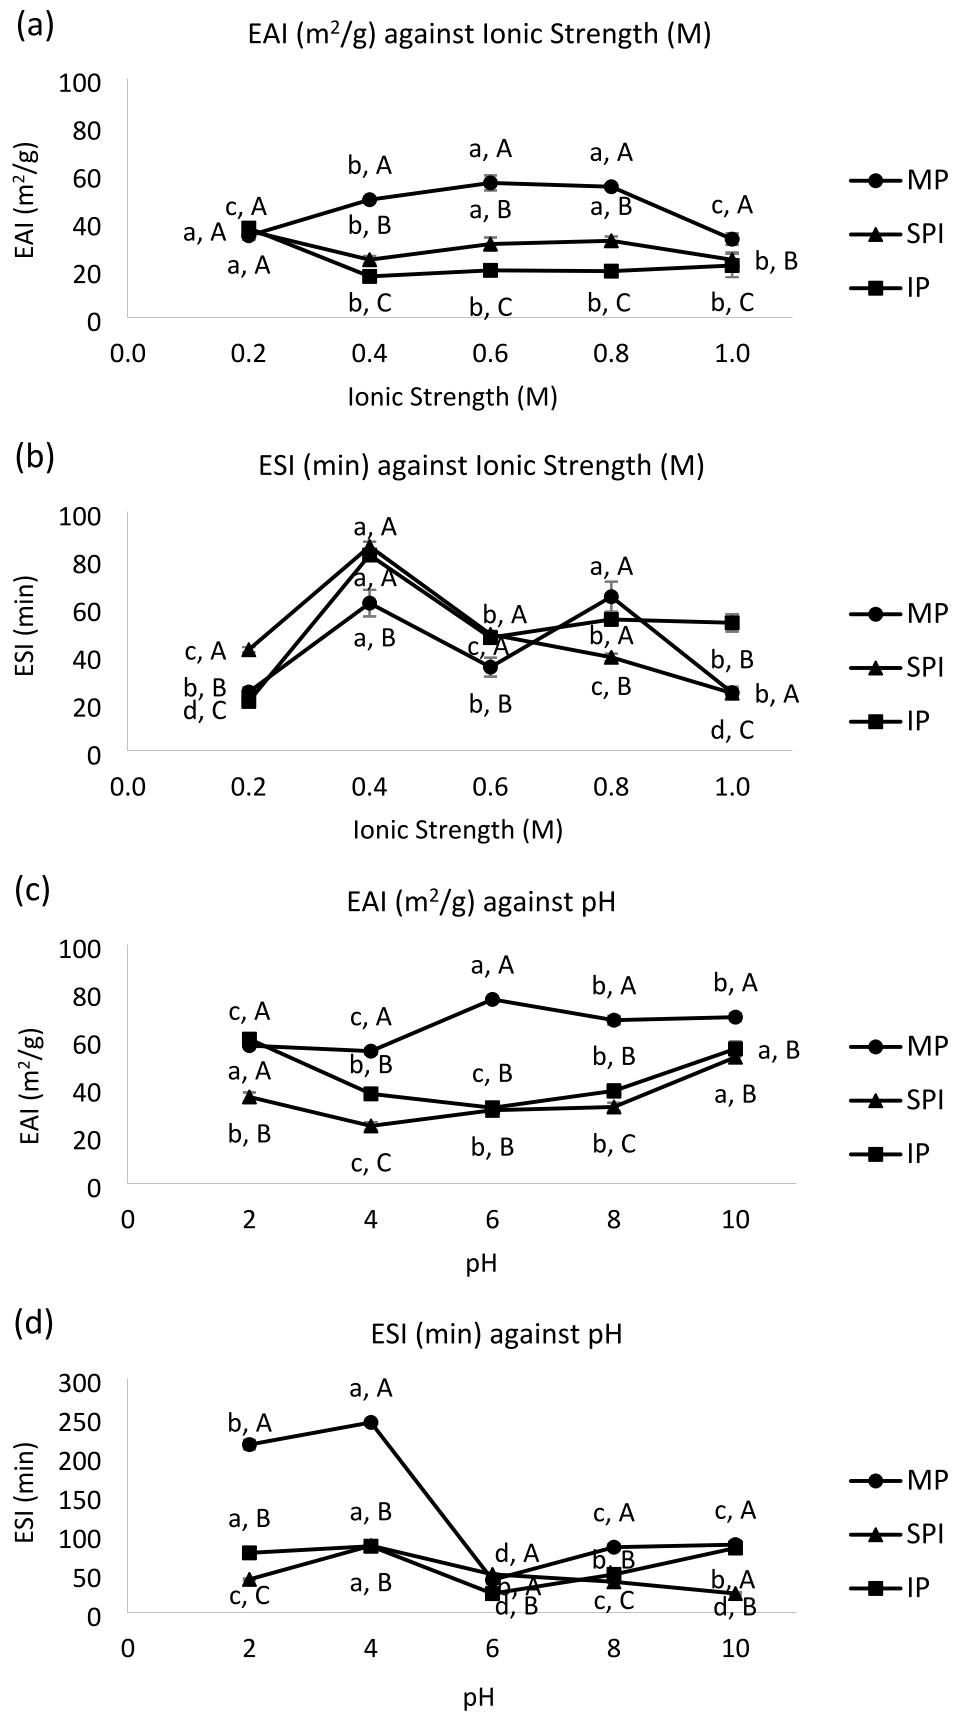 (a)
EAI (m²/g) against Ionic Strength (M)
100
80
60
40
20
0
EAI (m²/g)
a, A
a, A
b, A
c, A
c, A
a, A
b, B
a, B
a, B
a, A
b, B
b, C
b, C
b, C
b, C
0.0 0.2 0.4 0.6 0.8 1.0
Ionic Strength (M)
MP
SPI
IP
(b)
ESI (min) against Ionic Strength (M)
100
80
60
40
20
0
ESI (min)
a, A
a, A
a, A
b, A
a, B
b, A
c, A
c, A
b, B
b, B
c, B
d, C
b, A
b, B
d, C
0.0 0.2 0.4 0.6 0.8 1.0
Ionic Strength (M)
MP
SPI
IP
(c)
EAI (m²/g) against pH
100
80
60
40
20
0
EAI (m²/g)
a, A
b, A
b, A
c, A
c, A
b, B
b, B
a, B
a, A
c, B
a, B
b, B
b, B
b, C
c, C
0 2 4 6 8 10
pH
MP
SPI
IP
(d)
ESI (min) against pH
300
250
200
150
100
50
0
ESI (min)
a, A
b, A
a, B
a, B
c, A
c, A
d, A
b, B
a, B
b, A
b, A
c, C
d, B
c, C
d, B
0 2 4 6 8 10
pH
MP
SPI
IP